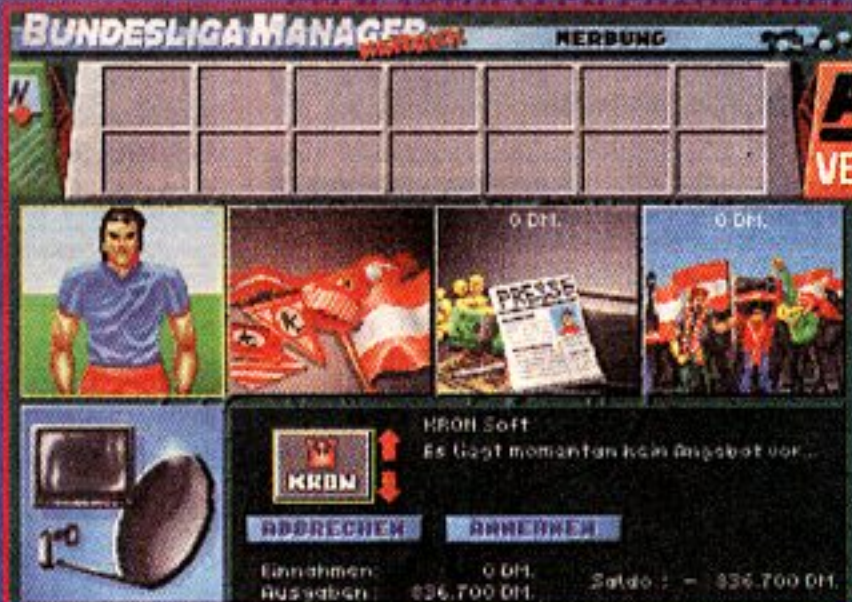 BUNDESLIGA MANAGER
WERBUNG
VE
0 DM.
0 DM.
PRESSE
KRON Soft
Es liegt momentan kein Angebot vor...
KRON
ABBRECHEN
Einnahmen: 0 DM.
Ausgaben: 836.700 DM.
Saldo : - 836.700 DM.